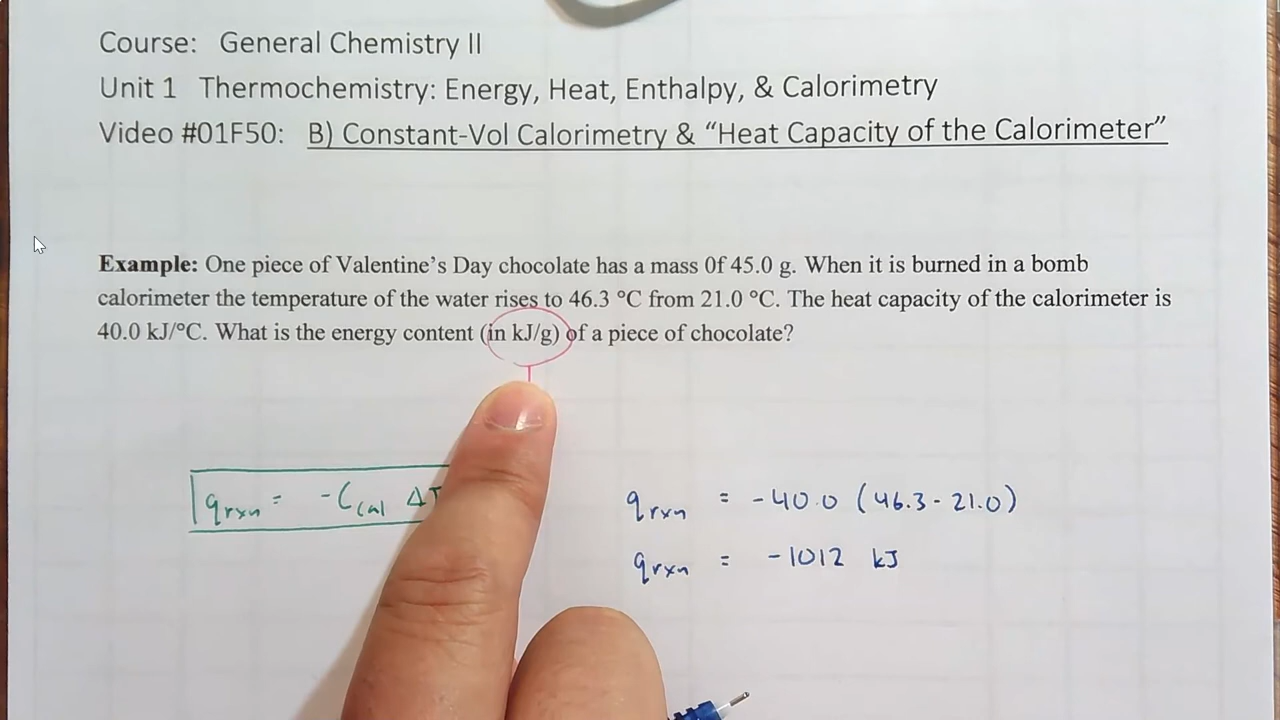 Course: General Chemistry II
Unit 1 Thermochemistry: Energy, Heat, Enthalpy, & Calorimetry
Video #01F50: B) Constant-Vol Calorimetry & “Heat Capacity of the Calorimeter”
Example: One piece of Valentine’s Day chocolate has a mass 0f 45.0 g. When it is burned in a bomb
calorimeter the temperature of the water rises to 46.3 °C from 21.0 °C. The heat capacity of the calorimeter is
40.0 kJ/°C. What is the energy content (in kJ/g) of a piece of chocolate?
qrxn = -Ccal ΔT
qrxn = -40.0 (46.3 - 21.0)
qrxn = -1012 kJ